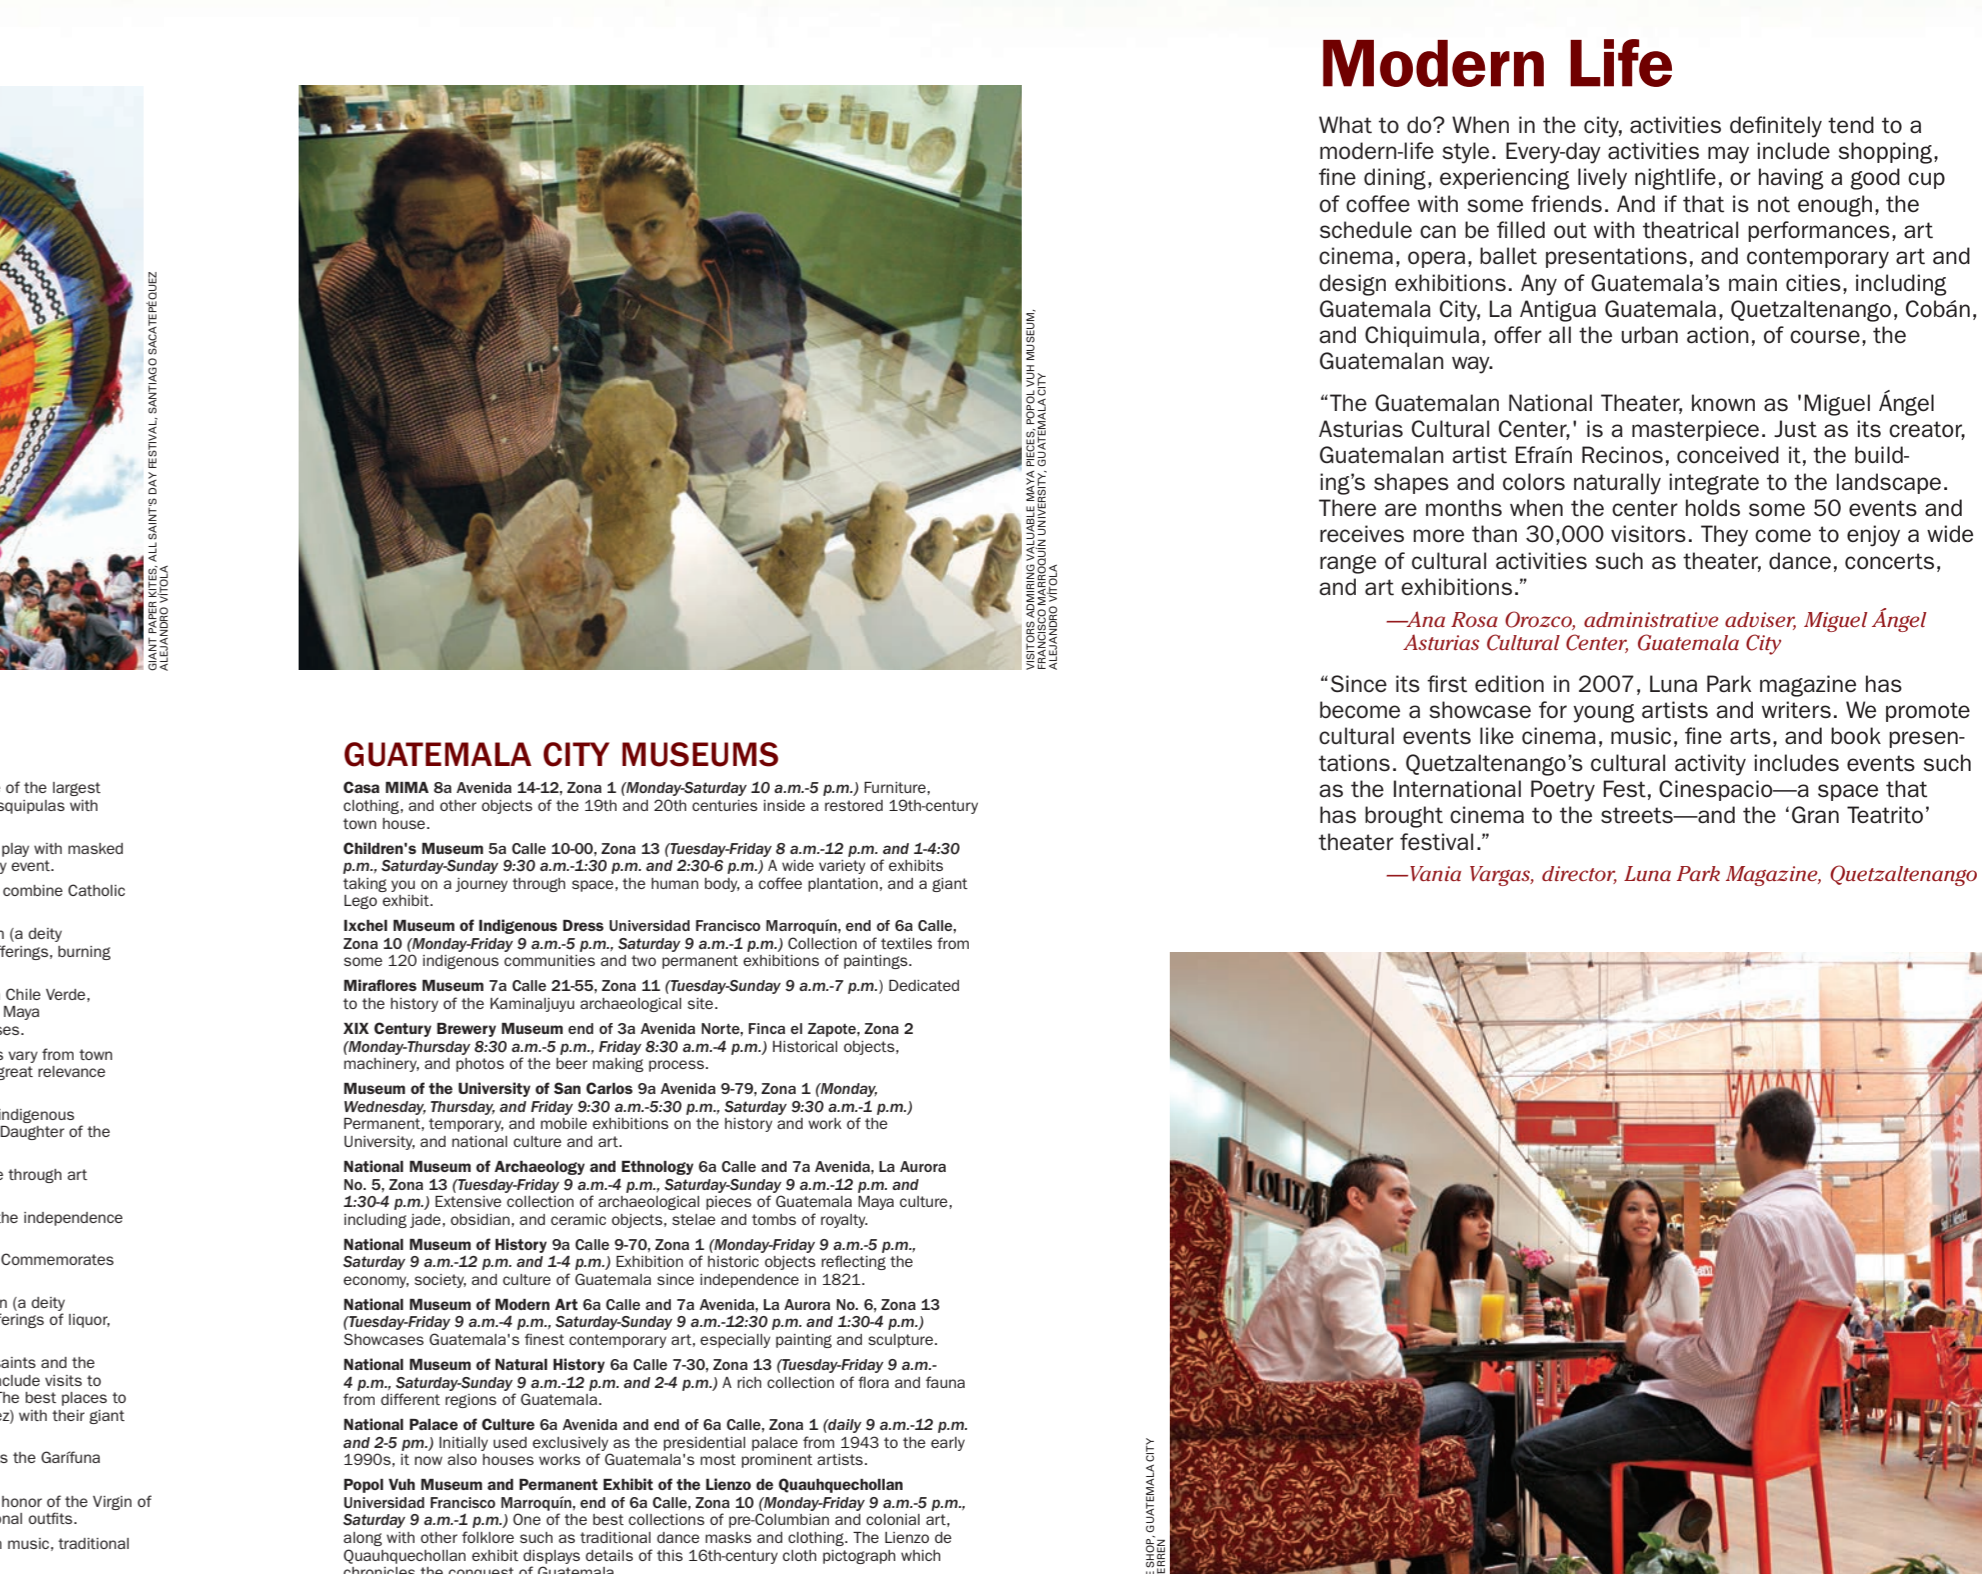 GIANT PAPER KITES, ALL SAINT'S DAY FESTIVAL, SANTIAGO SACATEPÉQUEZ
ALEJANDRO VÍTOLA
of the largest
squipulas with
play with masked
y event.
combine Catholic
n (a deity
fferings, burning
Chile Verde,
Maya
ses.
s vary from town
great relevance
indigenous
Daughter of the
e through art
the independence
Commemorates
n (a deity
ferings of liquor,
aints and the
nclude visits to
The best places to
ez) with their giant
s the Garífuna
honor of the Virgin of
onal outfits.
music, traditional
VISITORS ADMIRING VALUABLE MAYA PIECES, POPOL VUH MUSEUM,
FRANCISCO MARROQUÍN UNIVERSITY, GUATEMALA CITY
ALEJANDRO VÍTOLA
GUATEMALA CITY MUSEUMS
Casa MIMA 8a Avenida 14-12, Zona 1 (Monday-Saturday 10 a.m.-5 p.m.) Furniture,
clothing, and other objects of the 19th and 20th centuries inside a restored 19th-century
town house.
Children's Museum 5a Calle 10-00, Zona 13 (Tuesday-Friday 8 a.m.-12 p.m. and 1-4:30
p.m., Saturday-Sunday 9:30 a.m.-1:30 p.m. and 2:30-6 p.m.) A wide variety of exhibits
taking you on a journey through space, the human body, a coffee plantation, and a giant
Lego exhibit.
Ixchel Museum of Indigenous Dress Universidad Francisco Marroquín, end of 6a Calle,
Zona 10 (Monday-Friday 9 a.m.-5 p.m., Saturday 9 a.m.-1 p.m.) Collection of textiles from
some 120 indigenous communities and two permanent exhibitions of paintings.
Miraflores Museum 7a Calle 21-55, Zona 11 (Tuesday-Sunday 9 a.m.-7 p.m.) Dedicated
to the history of the Kaminaljuyu archaeological site.
XIX Century Brewery Museum end of 3a Avenida Norte, Finca el Zapote, Zona 2
(Monday-Thursday 8:30 a.m.-5 p.m., Friday 8:30 a.m.-4 p.m.) Historical objects,
machinery, and photos of the beer making process.
Museum of the University of San Carlos 9a Avenida 9-79, Zona 1 (Monday,
Wednesday, Thursday, and Friday 9:30 a.m.-5:30 p.m., Saturday 9:30 a.m.-1 p.m.)
Permanent, temporary, and mobile exhibitions on the history and work of the
University, and national culture and art.
National Museum of Archaeology and Ethnology 6a Calle and 7a Avenida, La Aurora
No. 5, Zona 13 (Tuesday-Friday 9 a.m.-4 p.m., Saturday-Sunday 9 a.m.-12 p.m. and
1:30-4 p.m.) Extensive collection of archaeological pieces of Guatemala Maya culture,
including jade, obsidian, and ceramic objects, stelae and tombs of royalty.
National Museum of History 9a Calle 9-70, Zona 1 (Monday-Friday 9 a.m.-5 p.m.,
Saturday 9 a.m.-12 p.m. and 1-4 p.m.) Exhibition of historic objects reflecting the
economy, society, and culture of Guatemala since independence in 1821.
National Museum of Modern Art 6a Calle and 7a Avenida, La Aurora No. 6, Zona 13
(Tuesday-Friday 9 a.m.-4 p.m., Saturday-Sunday 9 a.m.-12:30 p.m. and 1:30-4 p.m.)
Showcases Guatemala's finest contemporary art, especially painting and sculpture.
National Museum of Natural History 6a Calle 7-30, Zona 13 (Tuesday-Friday 9 a.m.-
4 p.m., Saturday-Sunday 9 a.m.-12 p.m. and 2-4 p.m.) A rich collection of flora and fauna
from different regions of Guatemala.
National Palace of Culture 6a Avenida and end of 6a Calle, Zona 1 (daily 9 a.m.-12 p.m.
and 2-5 pm.) Initially used exclusively as the presidential palace from 1943 to the early
1990s, it now also houses works of Guatemala's most prominent artists.
Popol Vuh Museum and Permanent Exhibit of the Lienzo de Quauhquechollan
Universidad Francisco Marroquín, end of 6a Calle, Zona 10 (Monday-Friday 9 a.m.-5 p.m.,
Saturday 9 a.m.-1 p.m.) One of the best collections of pre-Columbian and colonial art,
along with other folklore such as traditional dance masks and clothing. The Lienzo de
Quauhquechollan exhibit displays details of this 16th-century cloth pictograph which
chronicles the conquest of Guatemala.
Modern Life
What to do? When in the city, activities definitely tend to a
modern-life style. Every-day activities may include shopping,
fine dining, experiencing lively nightlife, or having a good cup
of coffee with some friends. And if that is not enough, the
schedule can be filled out with theatrical performances, art
cinema, opera, ballet presentations, and contemporary art and
design exhibitions. Any of Guatemala’s main cities, including
Guatemala City, La Antigua Guatemala, Quetzaltenango, Cobán,
and Chiquimula, offer all the urban action, of course, the
Guatemalan way.
“The Guatemalan National Theater, known as 'Miguel Ángel
Asturias Cultural Center,' is a masterpiece. Just as its creator,
Guatemalan artist Efraín Recinos, conceived it, the build-
ing’s shapes and colors naturally integrate to the landscape.
There are months when the center holds some 50 events and
receives more than 30,000 visitors. They come to enjoy a wide
range of cultural activities such as theater, dance, concerts,
and art exhibitions.”
—Ana Rosa Orozco, administrative adviser, Miguel Ángel
Asturias Cultural Center, Guatemala City
“Since its first edition in 2007, Luna Park magazine has
become a showcase for young artists and writers. We promote
cultural events like cinema, music, fine arts, and book presen-
tations. Quetzaltenango’s cultural activity includes events such
as the International Poetry Fest, Cinespacio—a space that
has brought cinema to the streets—and the ‘Gran Teatrito’
theater festival.”
—Vania Vargas, director, Luna Park Magazine, Quetzaltenango
SHOP, GUATEMALA CITY
ERREN
LOLITA